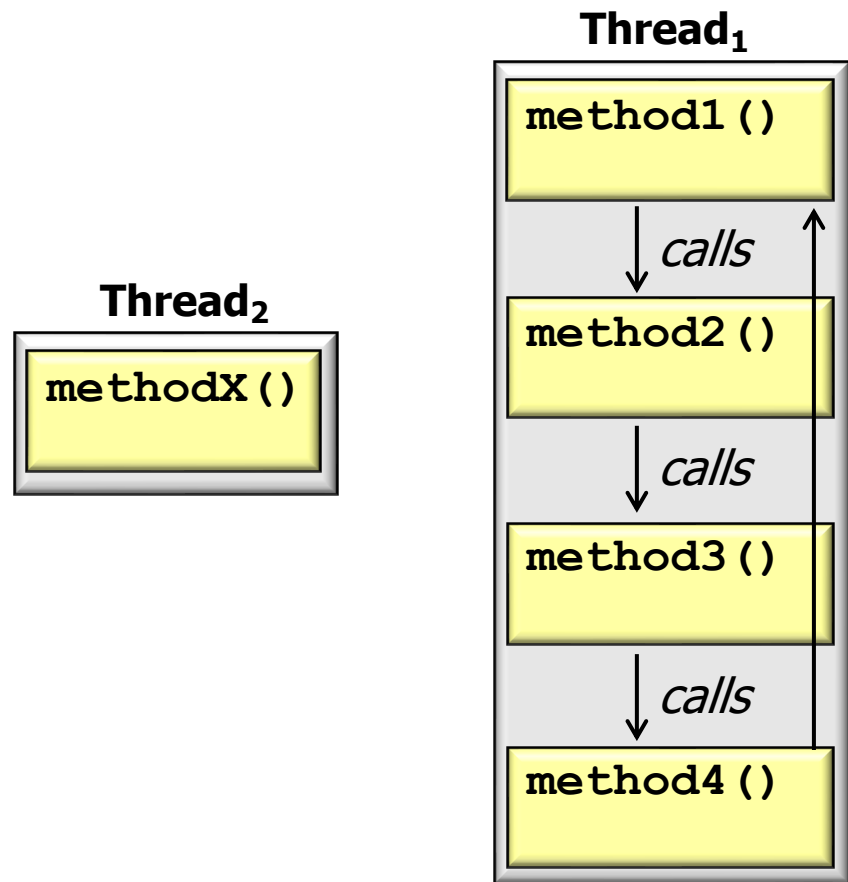 Thread₁
method1()
calls
method2()
calls
method3()
calls
method4()
Thread₂
methodX()